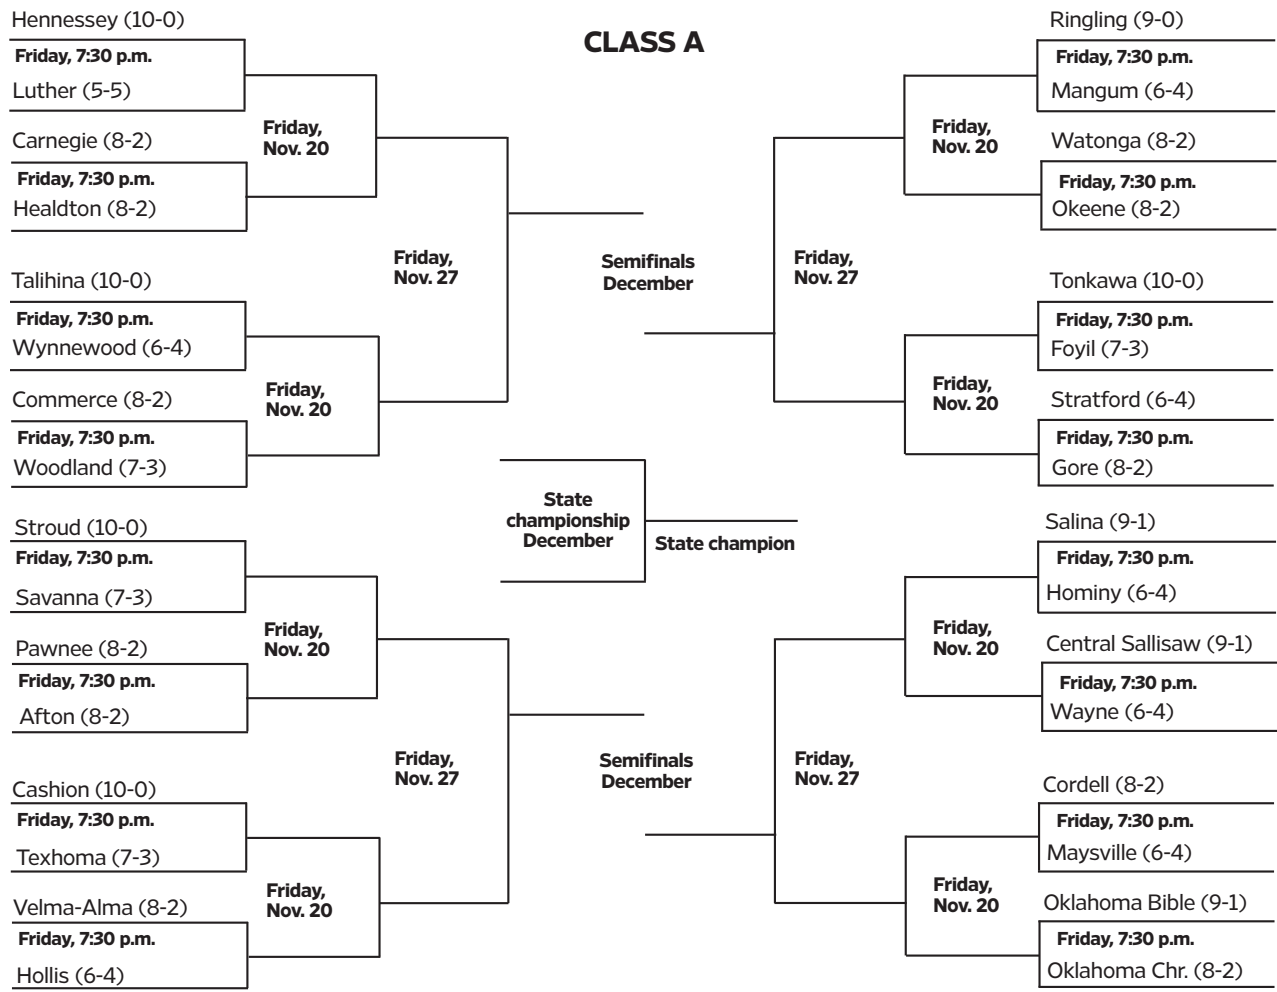 CLASS A
Hennessey (10-0)
Friday, 7:30 p.m.
Luther (5-5)
Carnegie (8-2)
Friday, 7:30 p.m.
Healdton (8-2)
Friday,
Nov. 20
Talihina (10-0)
Friday, 7:30 p.m.
Wynnewood (6-4)
Commerce (8-2)
Friday, 7:30 p.m.
Woodland (7-3)
Friday,
Nov. 20
Friday,
Nov. 27
Stroud (10-0)
Friday, 7:30 p.m.
Savanna (7-3)
Pawnee (8-2)
Friday, 7:30 p.m.
Afton (8-2)
Friday,
Nov. 20
Cashion (10-0)
Friday, 7:30 p.m.
Texhoma (7-3)
Velma-Alma (8-2)
Friday, 7:30 p.m.
Hollis (6-4)
Friday,
Nov. 20
Friday,
Nov. 27
Semifinals
December
State
championship
December
State champion
Semifinals
December
Ringling (9-0)
Friday, 7:30 p.m.
Mangum (6-4)
Watonga (8-2)
Friday, 7:30 p.m.
Okeene (8-2)
Friday,
Nov. 20
Tonkawa (10-0)
Friday, 7:30 p.m.
Foyil (7-3)
Stratford (6-4)
Friday, 7:30 p.m.
Gore (8-2)
Friday,
Nov. 20
Friday,
Nov. 27
Salina (9-1)
Friday, 7:30 p.m.
Hominy (6-4)
Central Sallisaw (9-1)
Friday, 7:30 p.m.
Wayne (6-4)
Friday,
Nov. 20
Cordell (8-2)
Friday, 7:30 p.m.
Maysville (6-4)
Oklahoma Bible (9-1)
Friday, 7:30 p.m.
Oklahoma Chr. (8-2)
Friday,
Nov. 20
Friday,
Nov. 27